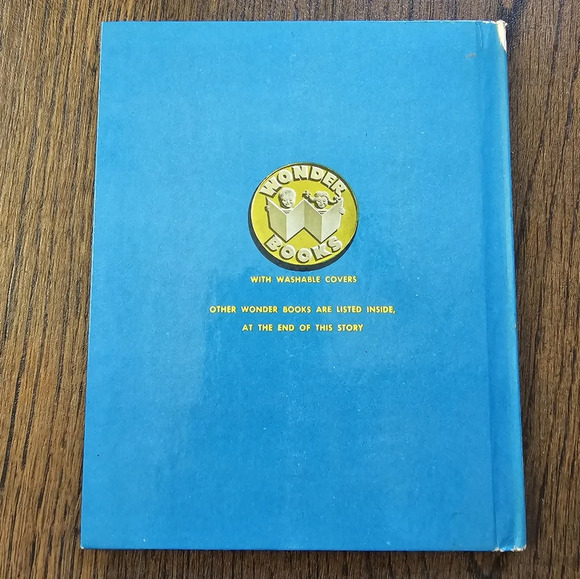 WONDER
BOOKS
WITH WASHABLE COVERS
OTHER WONDER BOOKS ARE LISTED INSIDE,
AT THE END OF THIS STORY